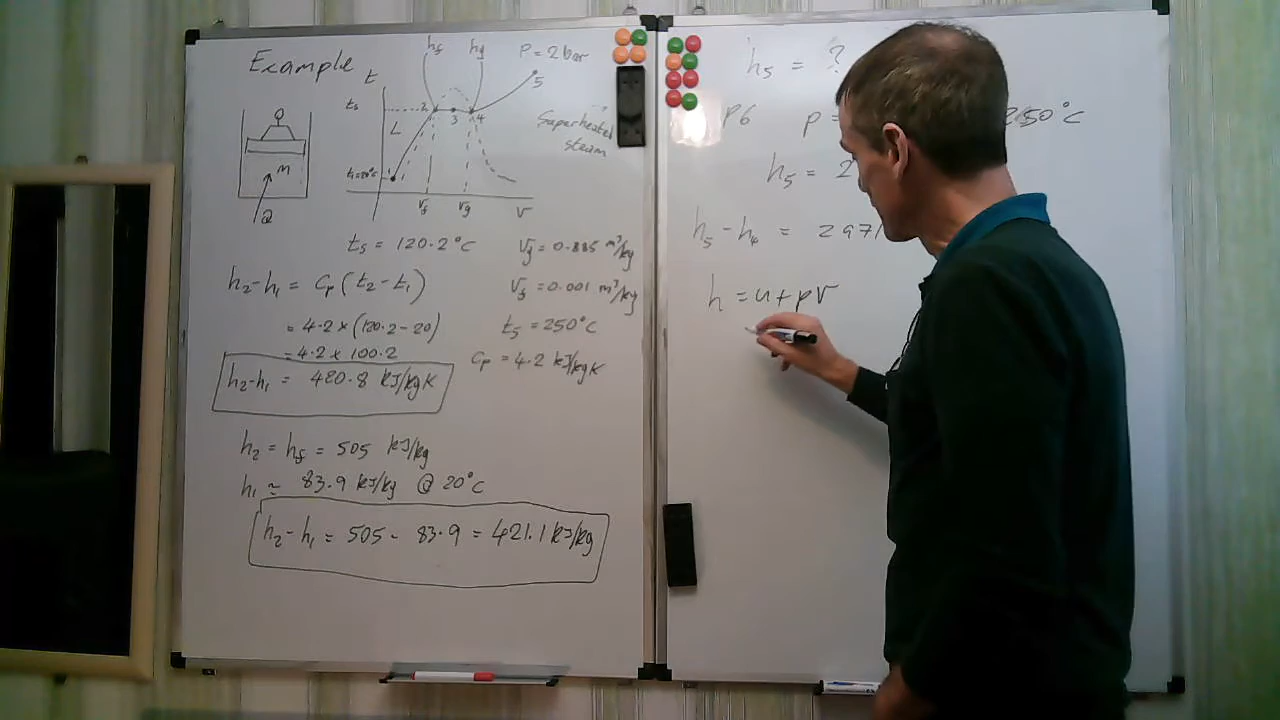 Example
t
hf
hg
P = 2 bar
5
ts
2
3
4
L
Superheated
steam
t1=20°C
M
Q
vf
vg
v
ts = 120.2°C
vg = 0.885 m³/kg
h2-h1 = Cp(t2-t1)
vf = 0.001 m³/kg
= 4.2 x (120.2-20)
t5 = 250°C
= 4.2 x 100.2
Cp = 4.2 kJ/kgK
h2-h1 = 420.8 kJ/kgK
h2 = hf = 505 kJ/kg
h1 ≈ 83.9 kJ/kg @ 20°C
h2-h1 = 505 - 83.9 = 421.1 kJ/kg
h5 = ?
P6 p = 250°C
h5 = 2
h5-h4 = 2971
h = u+pv